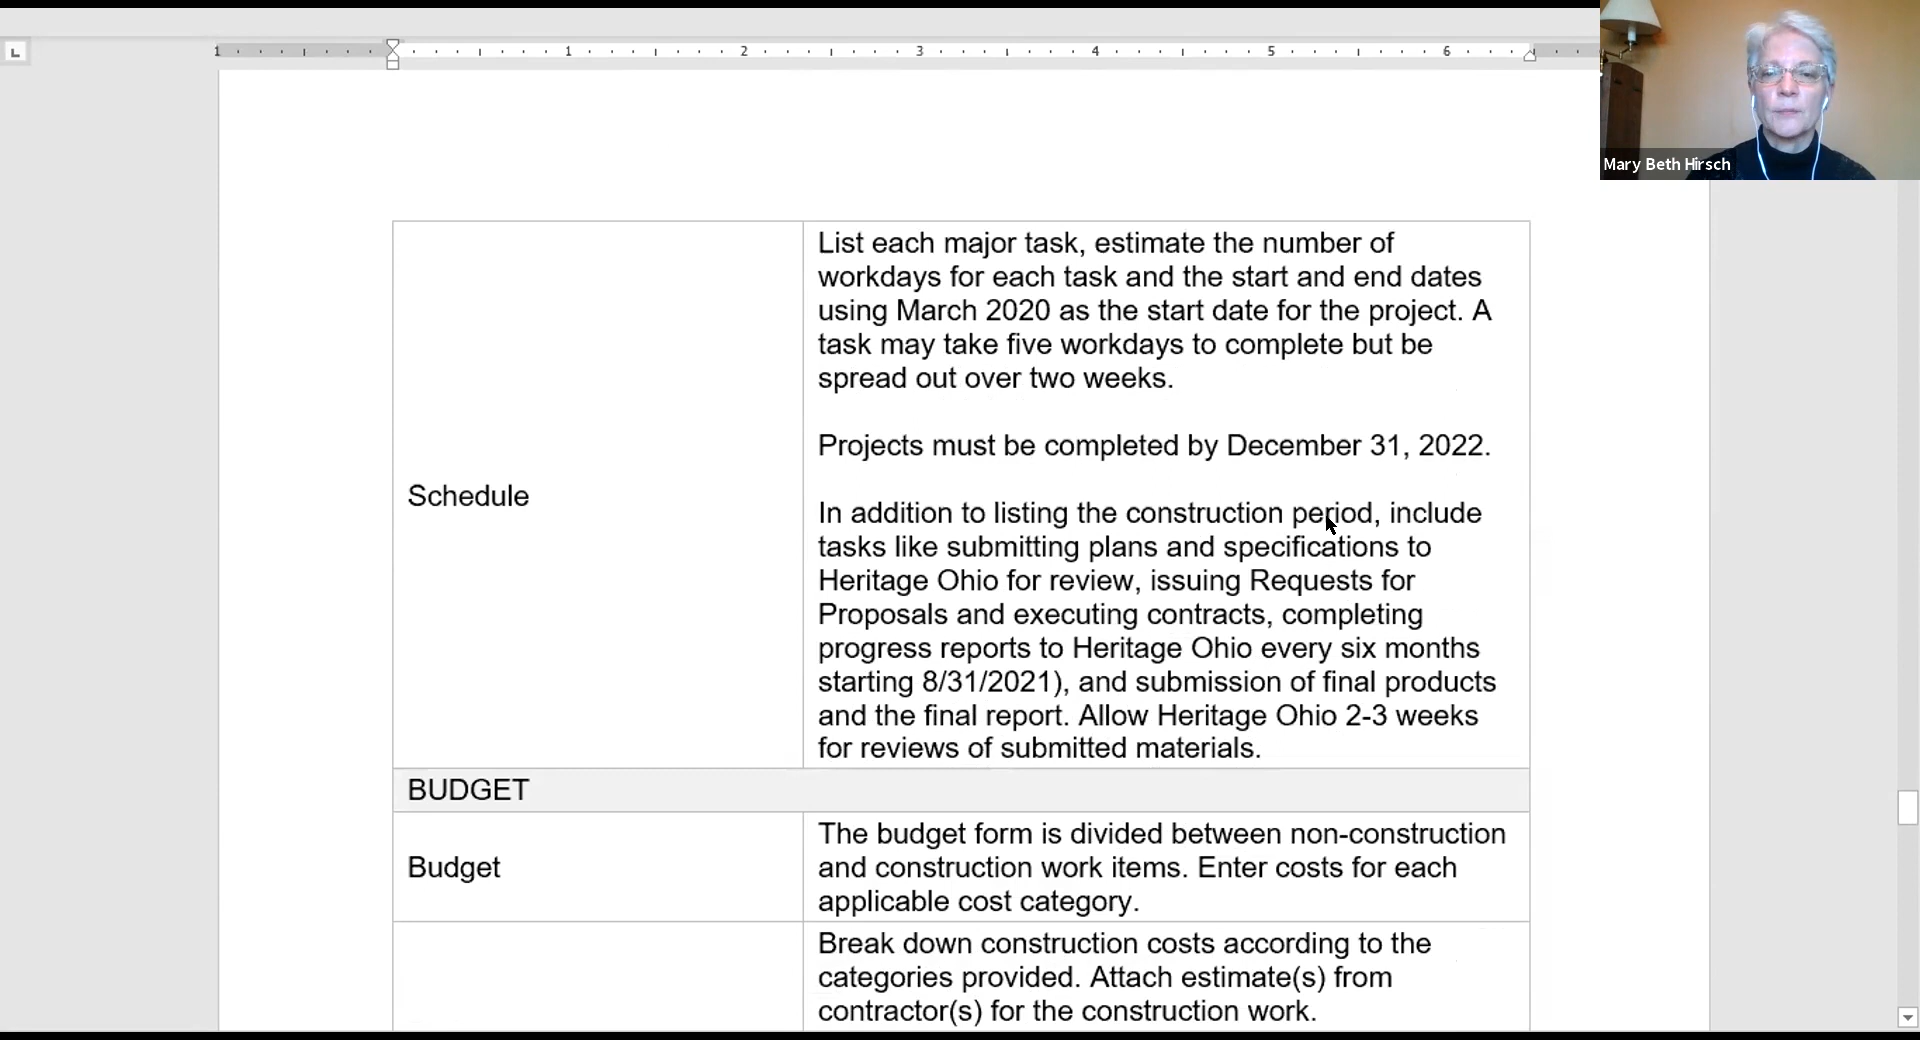 1 1 2 3 4 5 6
Mary Beth Hirsch
List each major task, estimate the number of
workdays for each task and the start and end dates
using March 2020 as the start date for the project. A
task may take five workdays to complete but be
spread out over two weeks.
Projects must be completed by December 31, 2022.
Schedule
In addition to listing the construction period, include
tasks like submitting plans and specifications to
Heritage Ohio for review, issuing Requests for
Proposals and executing contracts, completing
progress reports to Heritage Ohio every six months
starting 8/31/2021), and submission of final products
and the final report. Allow Heritage Ohio 2-3 weeks
for reviews of submitted materials.
BUDGET
Budget
The budget form is divided between non-construction
and construction work items. Enter costs for each
applicable cost category.
Break down construction costs according to the
categories provided. Attach estimate(s) from
contractor(s) for the construction work.